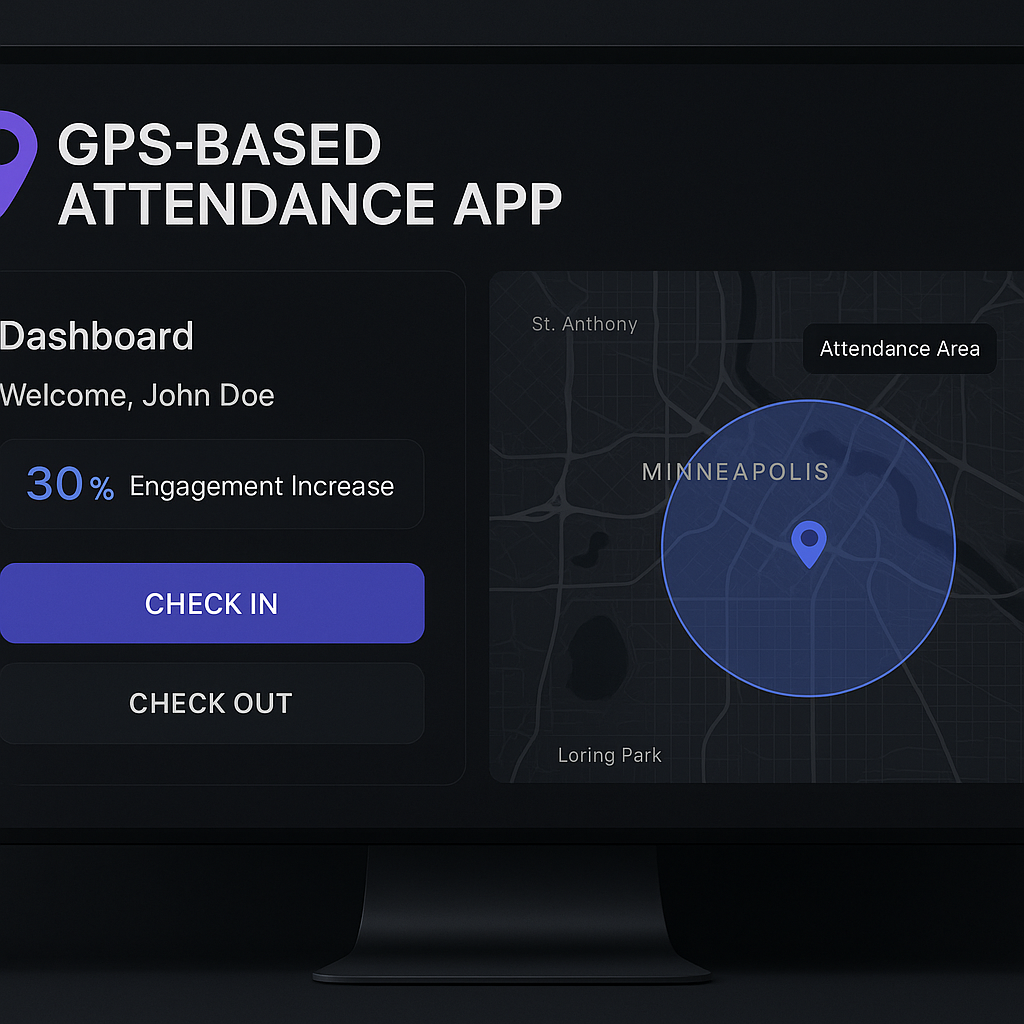 GPS-BASED
ATTENDANCE APP
Dashboard
Welcome, John Doe
30% Engagement Increase
CHECK IN
CHECK OUT
St. Anthony
Attendance Area
MINNEAPOLIS
Loring Park